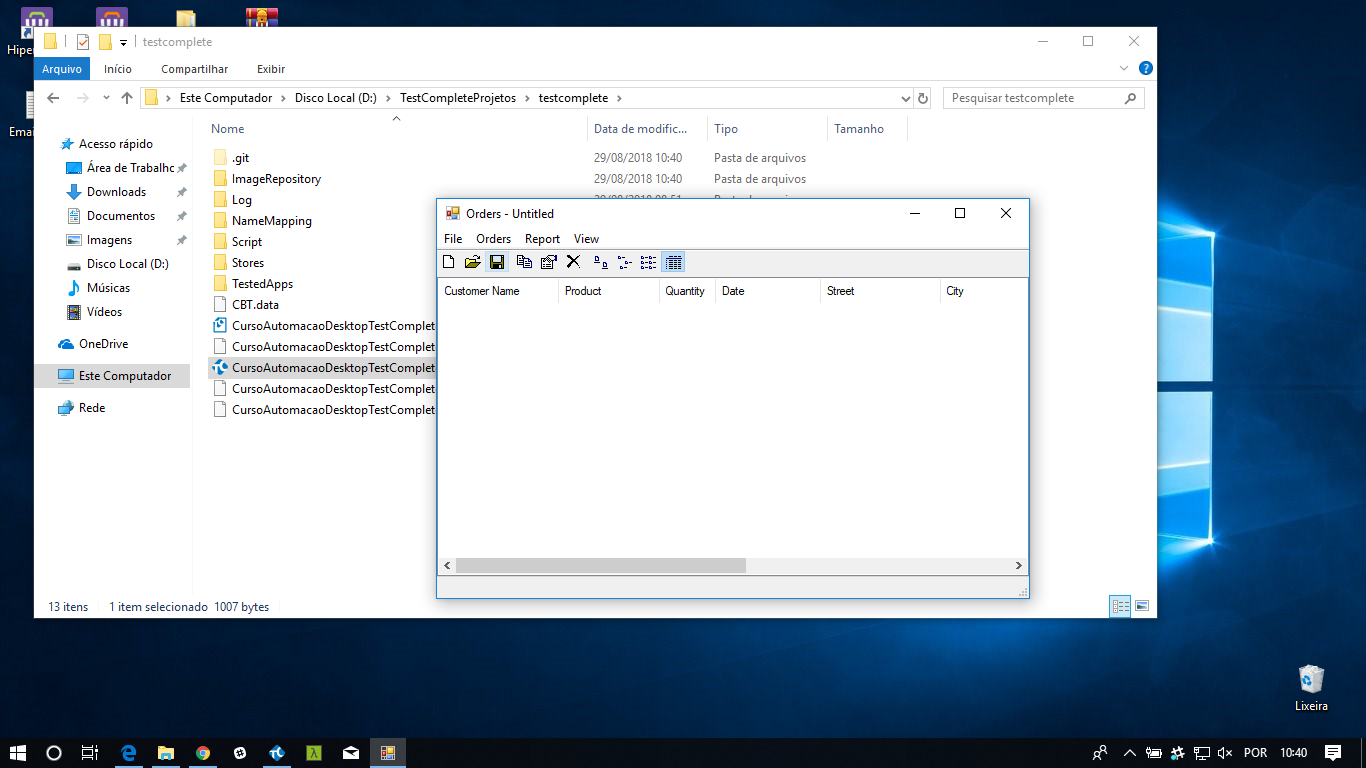 Hiper
Emai
testcomplete
Arquivo Início Compartilhar Exibir
Este Computador Disco Local (D:) TestCompleteProjetos testcomplete
Pesquisar testcomplete
Nome Data de modific... Tipo Tamanho
Acesso rápido
Área de Trabalho
Downloads
Documentos
Imagens
Disco Local (D:)
Músicas
Vídeos
OneDrive
Este Computador
Rede
.git 29/08/2018 10:40 Pasta de arquivos
ImageRepository 29/08/2018 10:40 Pasta de arquivos
Log
NameMapping
Script
Stores
TestedApps
CBT.data
CursoAutomacaoDesktopTestComplet
CursoAutomacaoDesktopTestComplet
CursoAutomacaoDesktopTestComplet
CursoAutomacaoDesktopTestComplet
CursoAutomacaoDesktopTestComplet
13 itens 1 item selecionado 1007 bytes
Orders - Untitled
File Orders Report View
Customer Name Product Quantity Date Street City
Lixeira
POR 10:40